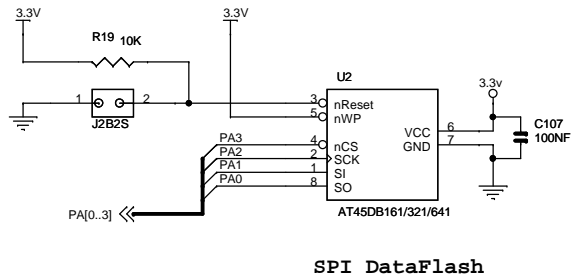 3.3V
3.3V
R19 10K
U2
3.3v
1
2
J2B2S
3 nReset
5 nWP
VCC 6
GND 7
C107
100NF
PA3 4 nCS
PA2 2 SCK
PA1 1 SI
PA0 8 SO
PA[0..3]
AT45DB161/321/641
SPI DataFlash